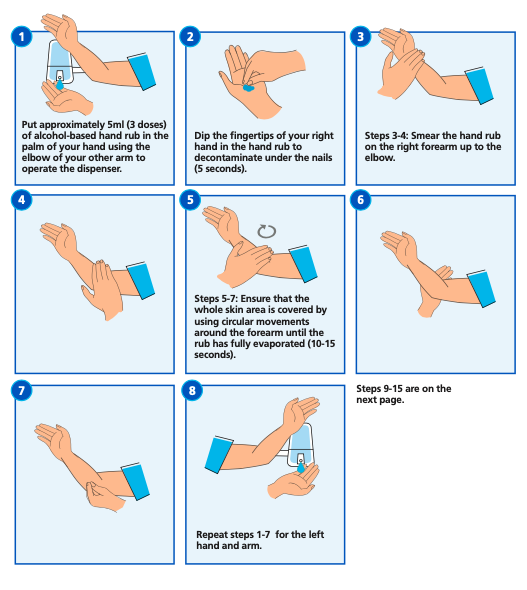 1
Put approximately 5ml (3 doses)
of alcohol-based hand rub in the
palm of your hand using the
elbow of your other arm to
operate the dispenser.
2
Dip the fingertips of your right
hand in the hand rub to
decontaminate under the nails
(5 seconds).
3
Steps 3-4: Smear the hand rub
on the right forearm up to the
elbow.
4
5
Steps 5-7: Ensure that the
whole skin area is covered by
using circular movements
around the forearm until the
rub has fully evaporated (10-15
seconds).
6
7
8
Repeat steps 1-7 for the left
hand and arm.
Steps 9-15 are on the
next page.